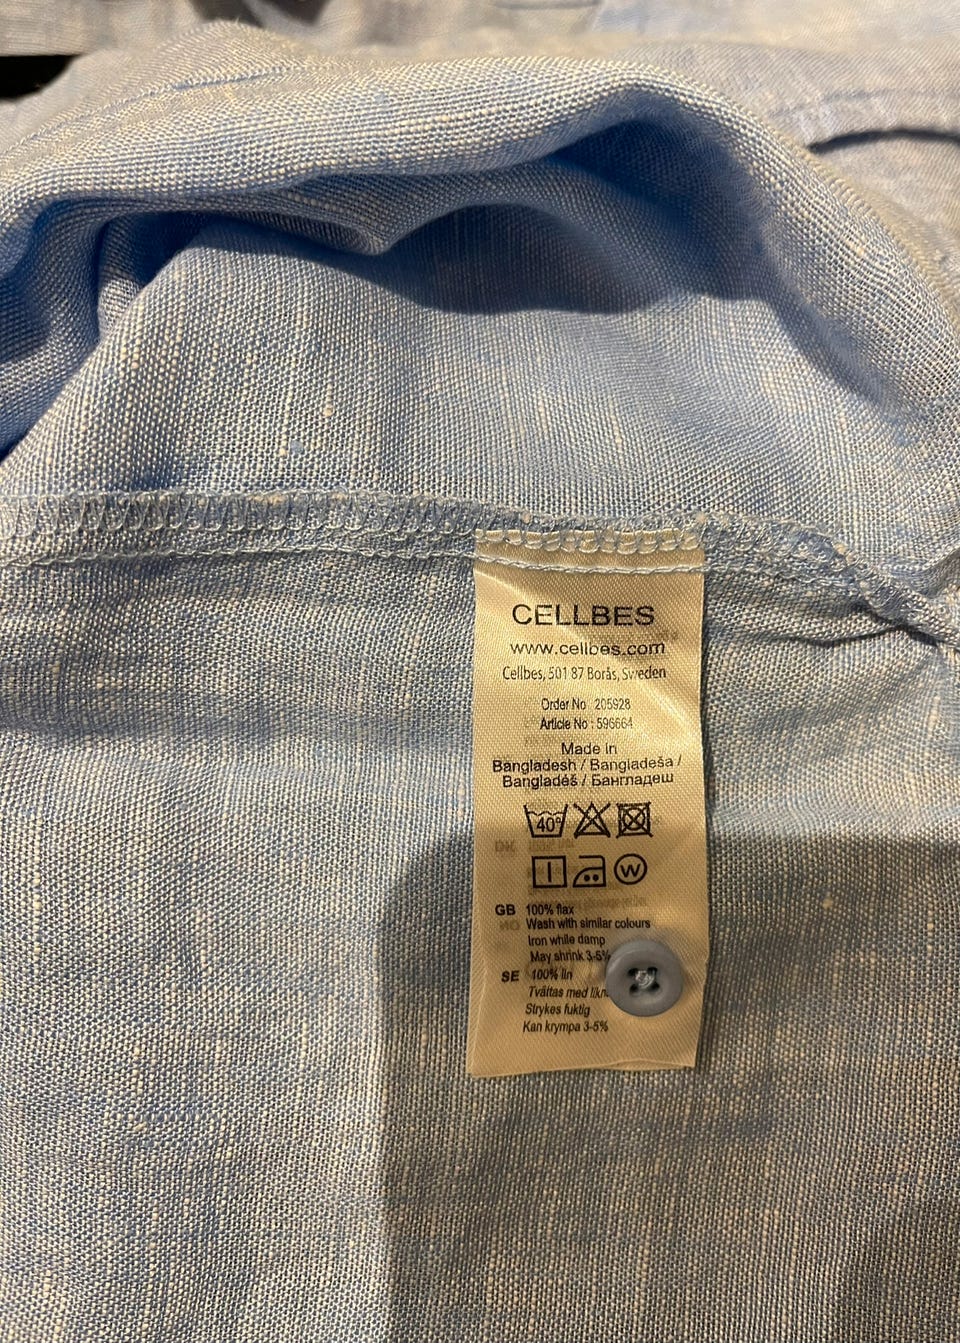 CELLBES
www.cellbes.com
Cellbes, 501 87 Borås, Sweden
Order No : 205928
Article No : 596664
Made in
Bangladesh / Bangladeša /
Bangladéš / Бангладеш
40°
W
GB 100% flax
Wash with similar colours
Iron while damp
May shrink 3-5%
SE 100% lin
Tvättas med
Strykes fuktig
Kan krympa 3-5%